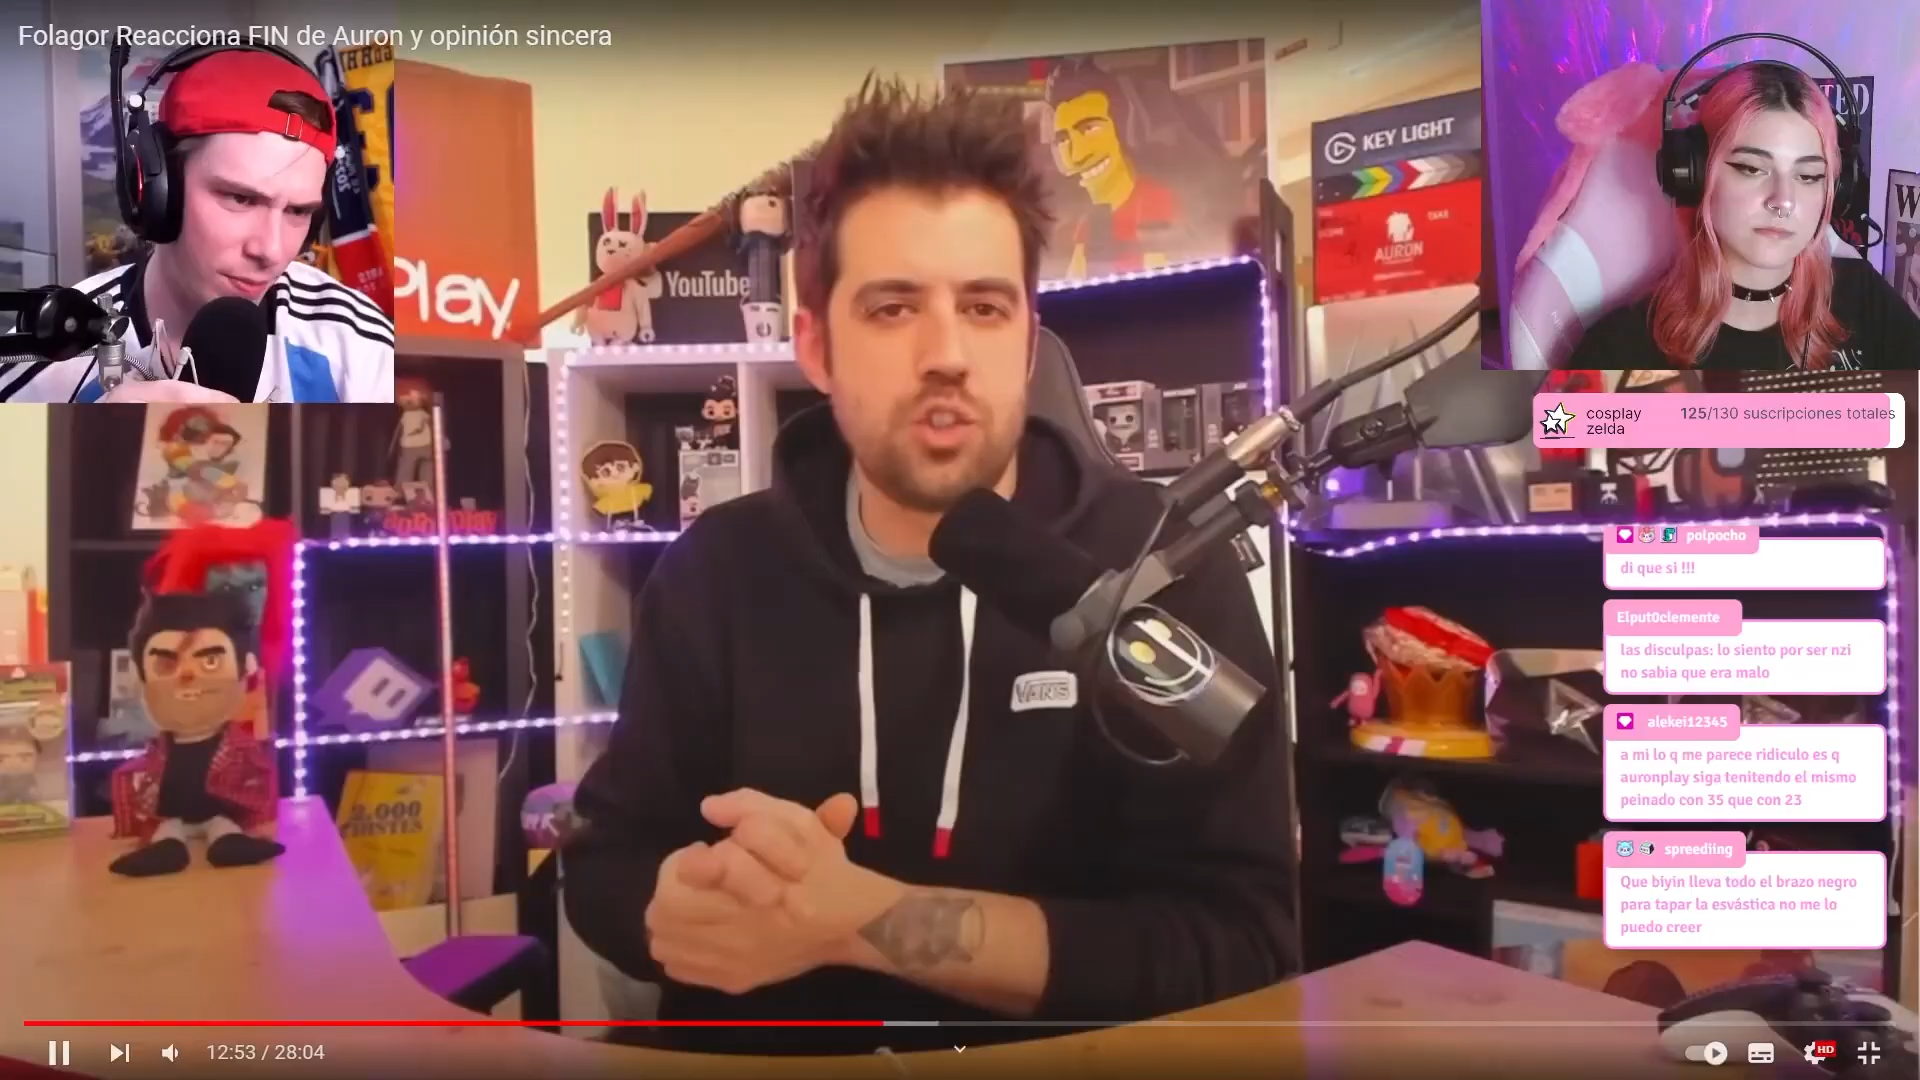 Folagor Reacciona FIN de Auron y opinión sincera
KEY LIGHT
TAKE
AURON
YouTube
Play
VANS
auronplay
2.000
CHISTES
cosplay
zelda
125/130 suscripciones totales
polpocho
di que si !!!
Elput0clemente
las disculpas: lo siento por ser nzi
no sabia que era malo
alekei12345
a mi lo q me parece ridiculo es q
auronplay siga tenitendo el mismo
peinado con 35 que con 23
spreediing
Que biyin lleva todo el brazo negro
para tapar la esvástica no me lo
puedo creer
12:53 / 28:04
HD